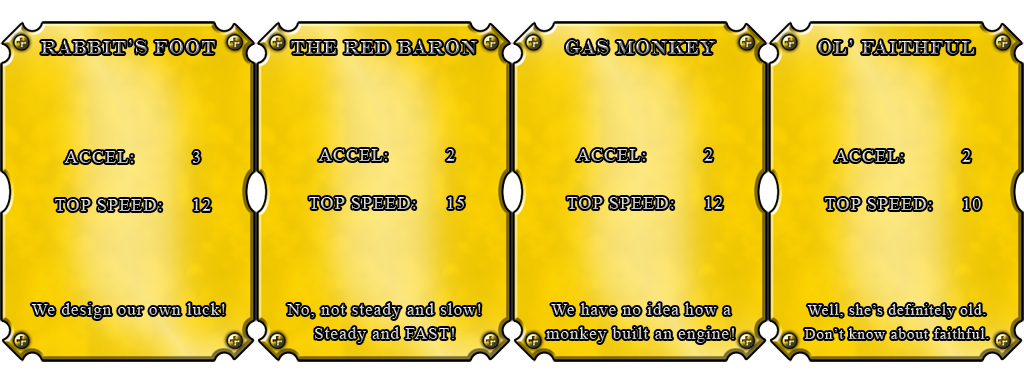 RABBIT'S FOOT
ACCEL: 3
TOP SPEED: 12
We design our own luck!
THE RED BARON
ACCEL: 2
TOP SPEED: 15
No, not steady and slow!
Steady and FAST!
GAS MONKEY
ACCEL: 2
TOP SPEED: 12
We have no idea how a
monkey built an engine!
OL' FAITHFUL
ACCEL: 2
TOP SPEED: 10
Well, she's definitely old.
Don't know about faithful.